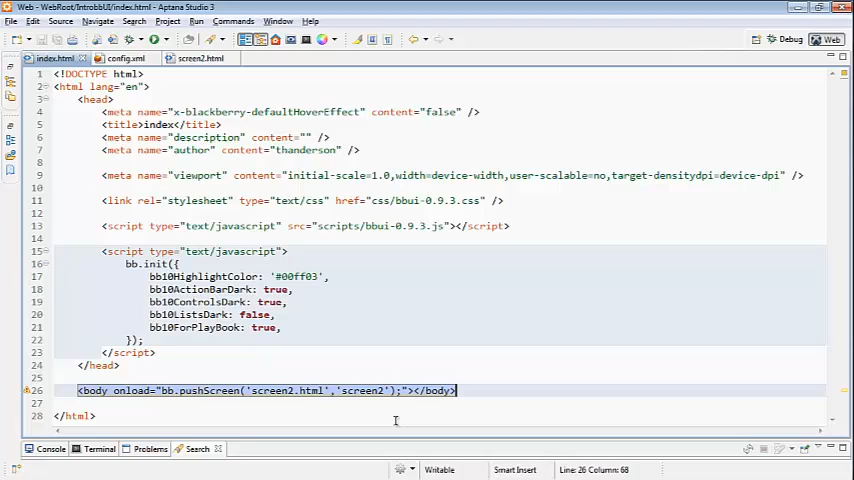 Web - WebRoot/IntrobbUI/index.html - Aptana Studio 3
File Edit Source Navigate Search Project Run Commands Window Help
Debug Web
index.html config.xml screen2.html
1 <!DOCTYPE html>
2 <html lang="en">
3 <head>
4 <meta name="x-blackberry-defaultHoverEffect" content="false" />
5 <title>index</title>
6 <meta name="description" content="" />
7 <meta name="author" content="thanderson" />
8
9 <meta name="viewport" content="initial-scale=1.0,width=device-width,user-scalable=no,target-densitydpi=device-dpi" />
10
11 <link rel="stylesheet" type="text/css" href="css/bbui-0.9.3.css" />
12
13 <script type="text/javascript" src="scripts/bbui-0.9.3.js"></script>
14
15 <script type="text/javascript">
16 bb.init({
17 bb10HighlightColor: '#00ff03',
18 bb10ActionBarDark: true,
19 bb10ControlsDark: true,
20 bb10ListsDark: false,
21 bb10ForPlayBook: true,
22 });
23 </script>
24 </head>
25
26 <body onload="bb.pushScreen('screen2.html','screen2');"></body>
27
28 </html>
Console Terminal Problems Search
Writable Smart Insert Line: 26 Column: 68